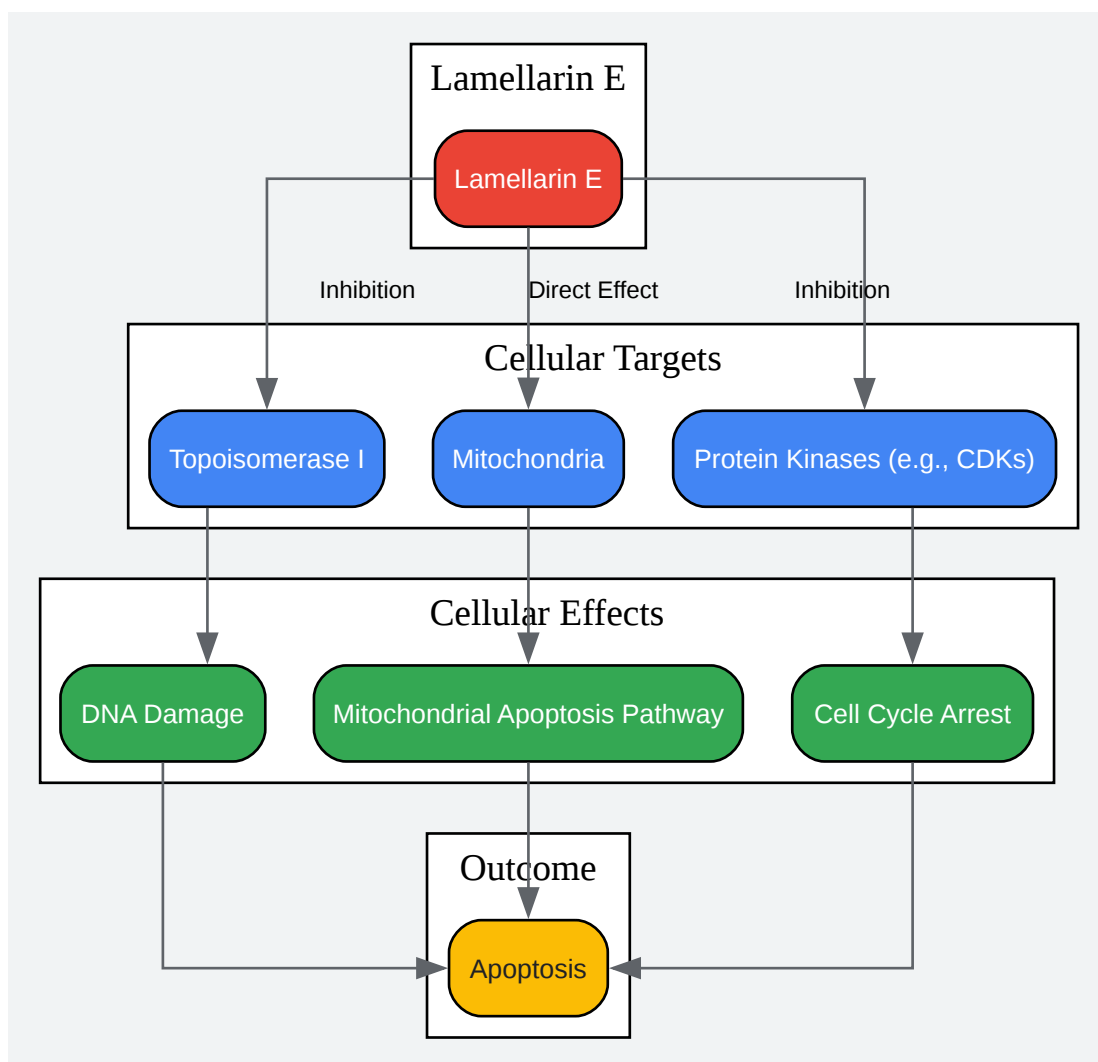 Lamellarin E
Lamellarin E
Inhibition
Direct Effect
Inhibition
Cellular Targets
Topoisomerase I
Mitochondria
Protein Kinases (e.g., CDKs)
Cellular Effects
DNA Damage
Mitochondrial Apoptosis Pathway
Cell Cycle Arrest
Outcome
Apoptosis